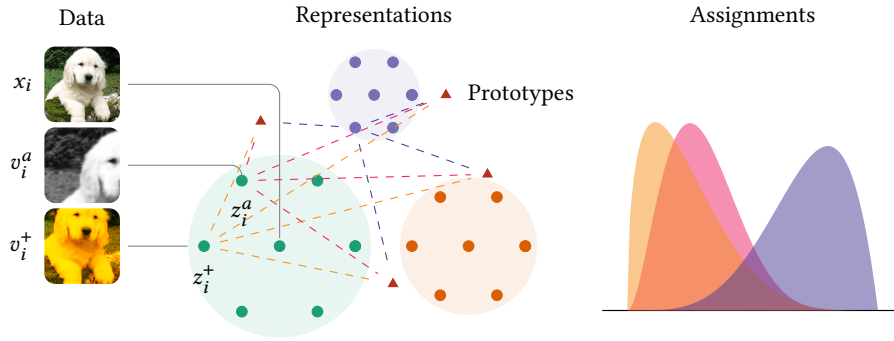 Data
Representations
Assignments
x_i
Prototypes
v_i^a
z_i^a
v_i^+
z_i^+